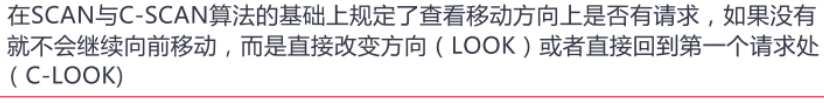 在SCAN与C-SCAN算法的基础上规定了查看移动方向上是否有请求，如果没有
就不会继续向前移动，而是直接改变方向（LOOK）或者直接回到第一个请求处
（C-LOOK)